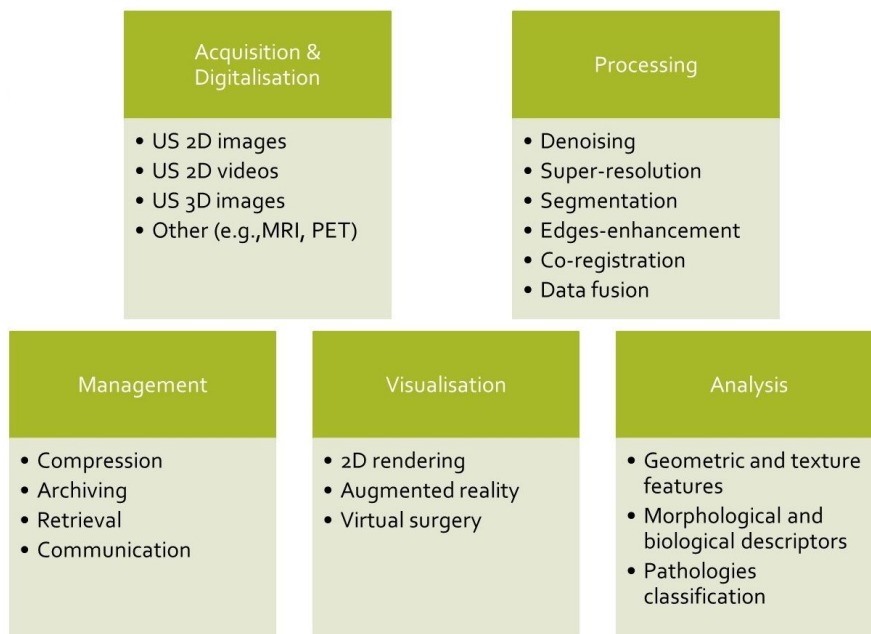 Acquisition &
Digitalisation
• US 2D images
• US 2D videos
• US 3D images
• Other (e.g.,MRI, PET)
Processing
• Denoising
• Super-resolution
• Segmentation
• Edges-enhancement
• Co-registration
• Data fusion
Management
• Compression
• Archiving
• Retrieval
• Communication
Visualisation
• 2D rendering
• Augmented reality
• Virtual surgery
Analysis
• Geometric and texture
features
• Morphological and
biological descriptors
• Pathologies
classification